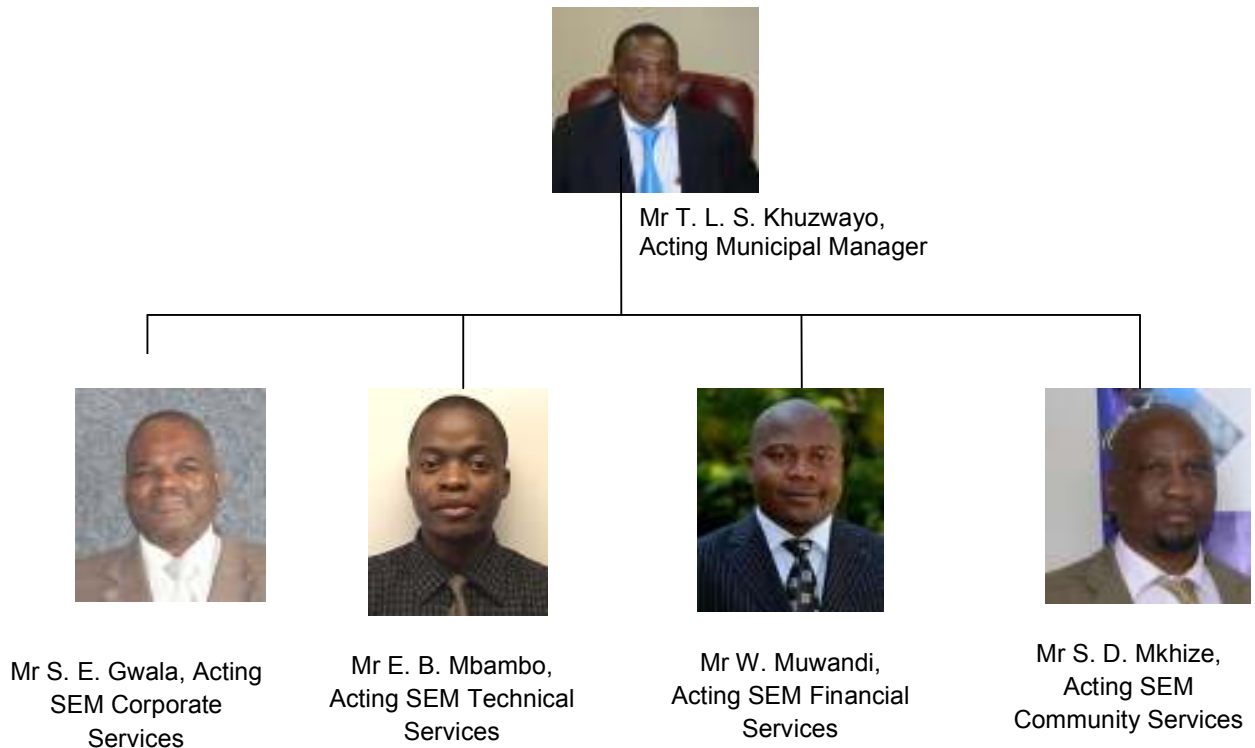 Mr T. L. S. Khuzwayo,
Acting Municipal Manager
Mr S. E. Gwala, Acting
SEM Corporate
Services
Mr E. B. Mbambo,
Acting SEM Technical
Services
Mr W. Muwandi,
Acting SEM Financial
Services
Mr S. D. Mkhize,
Acting SEM
Community Services